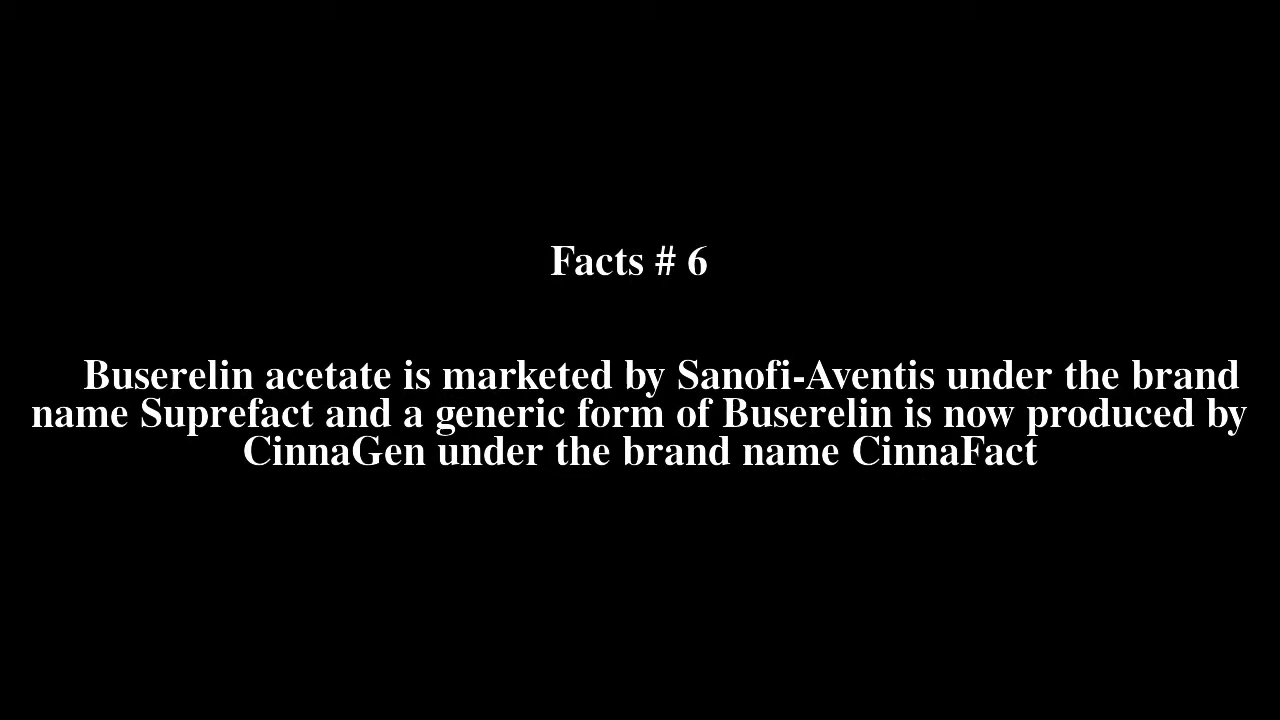 Facts # 6
Buserelin acetate is marketed by Sanofi-Aventis under the brand
name Suprefact and a generic form of Buserelin is now produced by
CinnaGen under the brand name CinnaFact